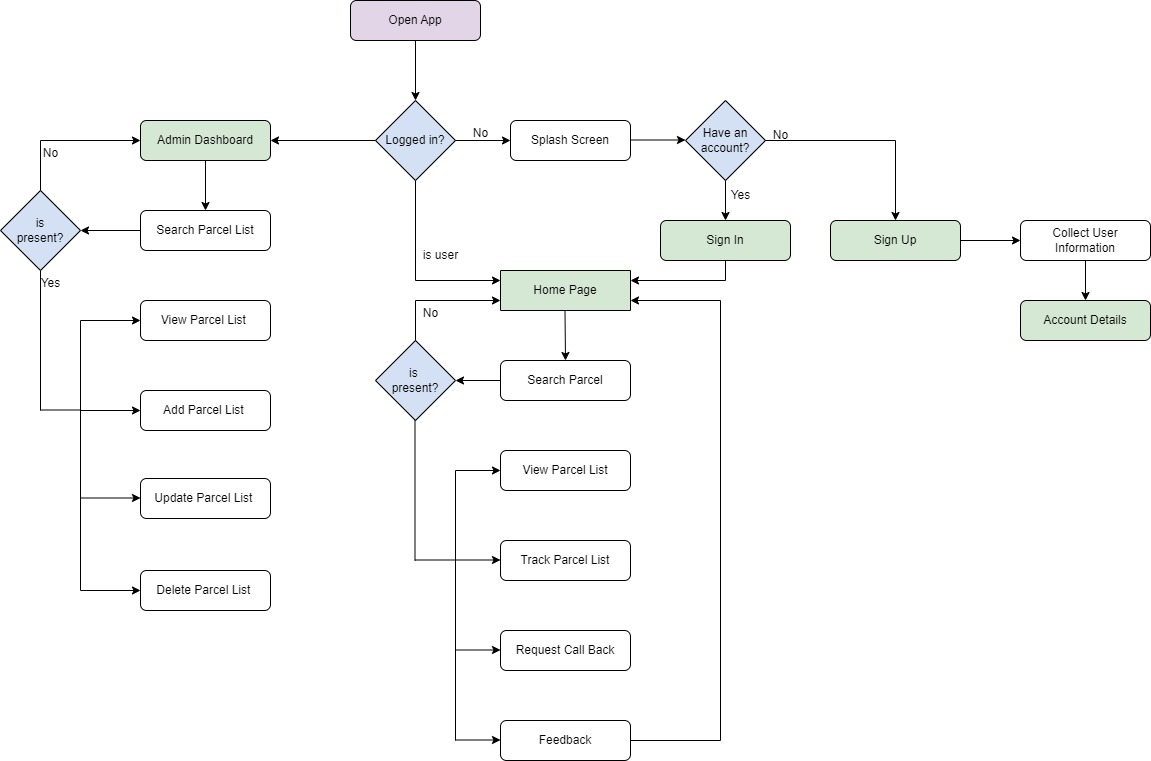 Open App
Logged in?
No
Splash Screen
Have an
account?
No
Yes
Sign In
Sign Up
Collect User
Information
Account Details
Admin Dashboard
Search Parcel List
is
present?
No
Yes
View Parcel List
Add Parcel List
Update Parcel List
Delete Parcel List
is user
Home Page
Search Parcel
is
present?
No
View Parcel List
Track Parcel List
Request Call Back
Feedback